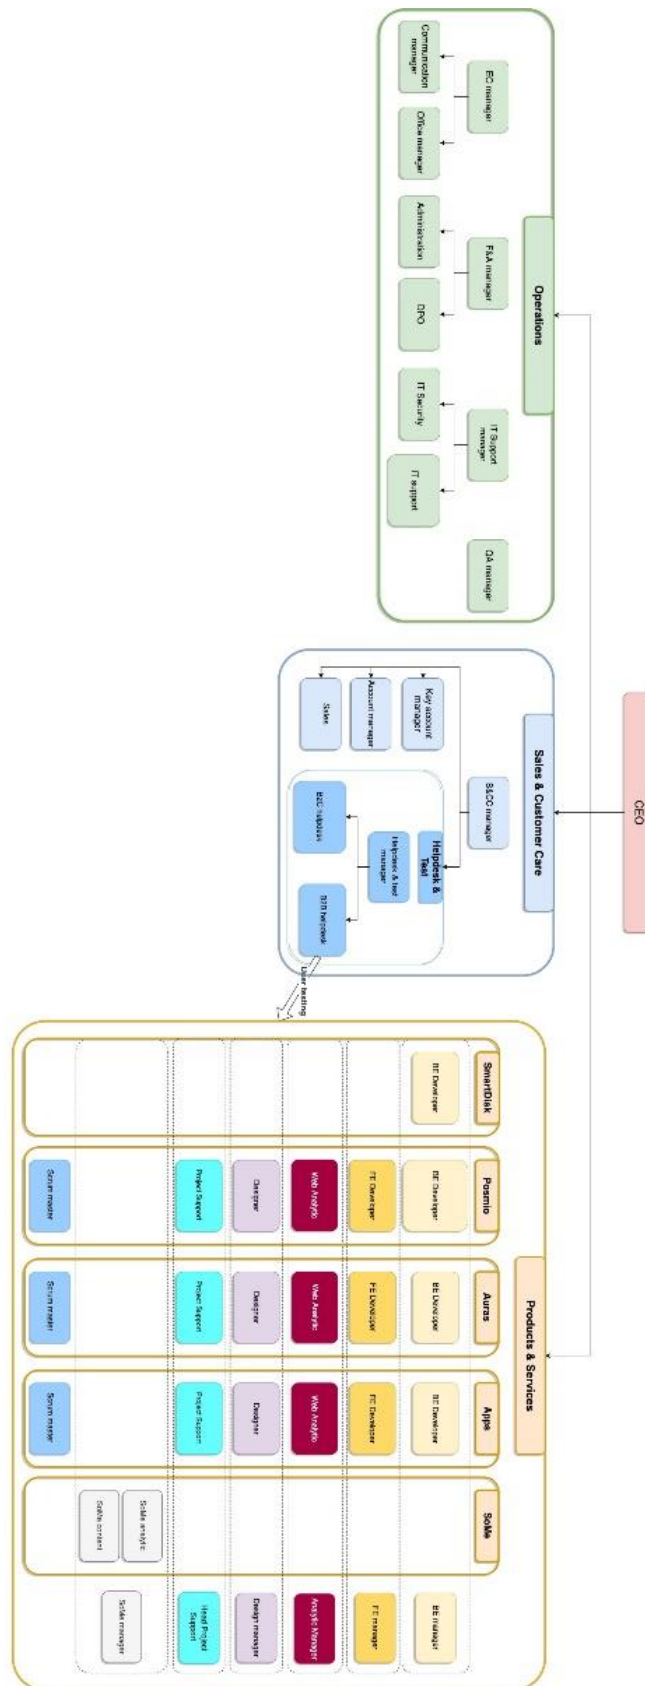 CEO
Operations
EC manager
Communication
manager
Office manager
F&A manager
Administration
DPO
IT Support
manager
IT Security
IT support
QA manager
Sales & Customer Care
S&CC manager
Key account
manager
Account manager
Sales
Helpdesk &
Test
Helpdesk & test
manager
B2C helpdesk
B2B helpdesk
User testing
Products & Services
SmartDisk
Posmio
Auras
Apps
SoMe
BE Developer
BE Developer
BE Developer
BE Developer
BE manager
FE Developer
FE Developer
FE Developer
FE manager
Web Analytic
Web Analytic
Web Analytic
Analytic Manager
Designer
Designer
Designer
Design manager
Project Support
Project Support
Project Support
Head Project
Support
SoMe analytic
SoMe content
SoMe manager
Scrum master
Scrum master
Scrum master